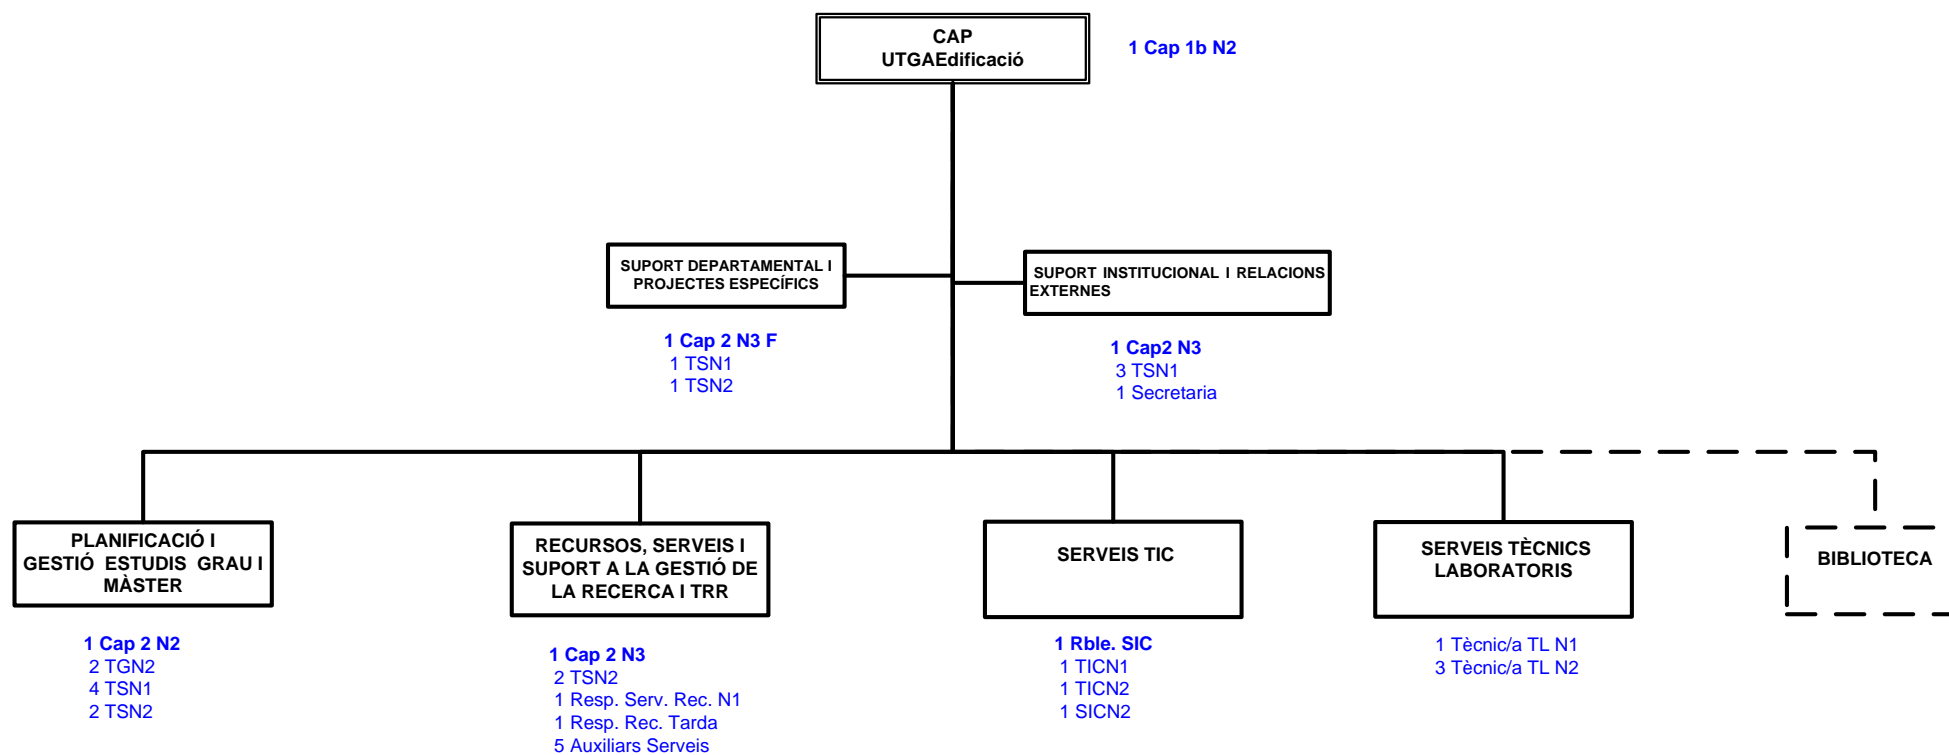 CAP
UTGAEdificació
1 Cap 1b N2
SUPORT DEPARTAMENTAL I
PROJECTES ESPECÍFICS
1 Cap 2 N3 F
1 TSN1
1 TSN2
SUPORT INSTITUCIONAL I RELACIONS
EXTERNES
1 Cap2 N3
3 TSN1
1 Secretaria
PLANIFICACIÓ I
GESTIÓ ESTUDIS GRAU I
MÀSTER
1 Cap 2 N2
2 TGN2
4 TSN1
2 TSN2
RECURSOS, SERVEIS I
SUPORT A LA GESTIÓ DE
LA RECERCA I TRR
1 Cap 2 N3
2 TSN2
1 Resp. Serv. Rec. N1
1 Resp. Rec. Tarda
5 Auxiliars Serveis
SERVEIS TIC
1 Rble. SIC
1 TICN1
1 TICN2
1 SICN2
SERVEIS TÈCNICS
LABORATORIS
1 Tècnic/a TL N1
3 Tècnic/a TL N2
BIBLIOTECA